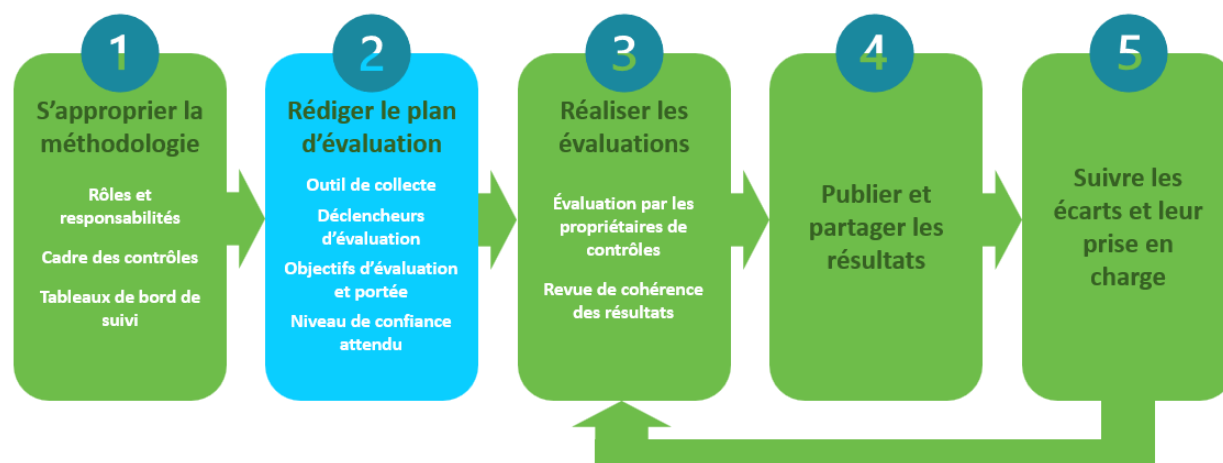 1
S'approprier la
méthodologie
Rôles et
responsabilités
Cadre des contrôles
Tableaux de bord de
suivi
2
Rédiger le plan
d'évaluation
Outil de collecte
Déclencheurs
d'évaluation
Objectifs d'évaluation
et portée
Niveau de confiance
attendu
3
Réaliser les
évaluations
Évaluation par les
propriétaires de
contrôles
Revue de cohérence
des résultats
4
Publier et
partager les
résultats
5
Suivre les
écarts et leur
prise en
charge